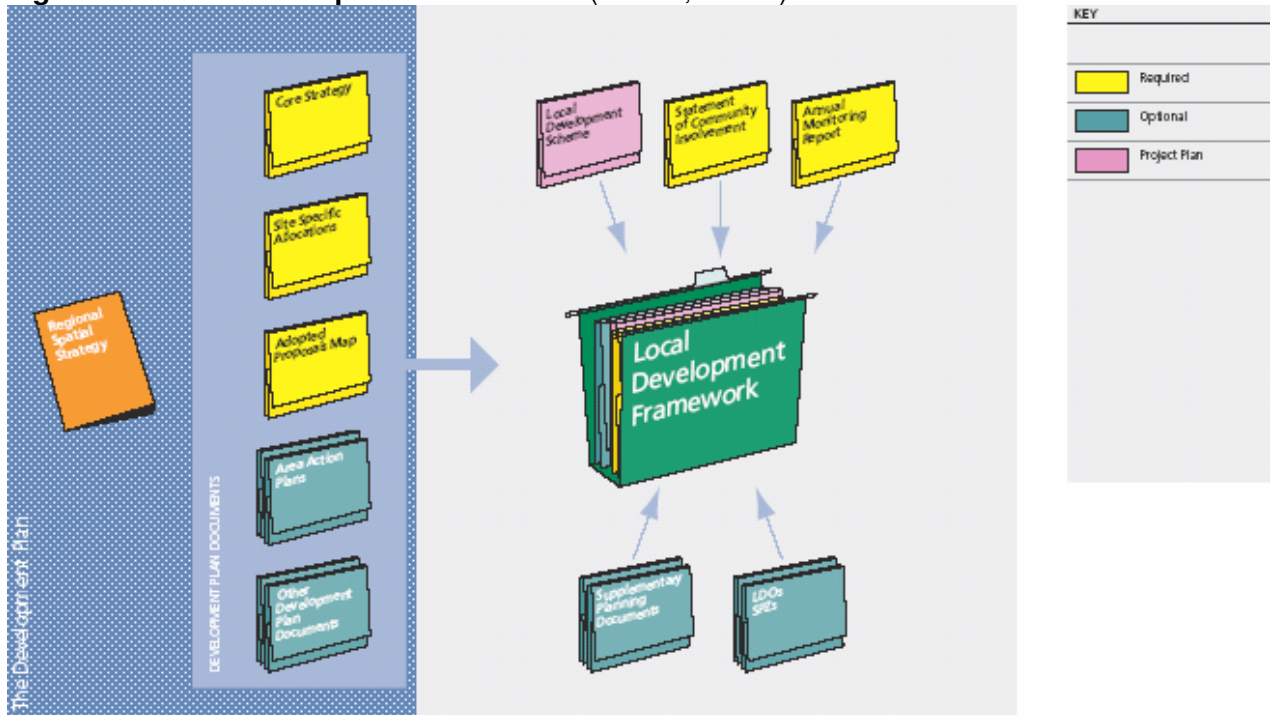 KEY
Required
Optional
Project Plan
Core Strategy
Site Specific
Allocations
Adopted
Proposals Map
Area Action
Plans
Other
Development
Plan
Documents
DEVELOPMENT PLAN DOCUMENTS
Regional
Spatial
Strategy
The Development Plan
Local
Development
Scheme
Statement
of Community
Involvement
Annual
Monitoring
Report
Local
Development
Framework
Supplementary
Planning
Documents
LDOs
SPZs